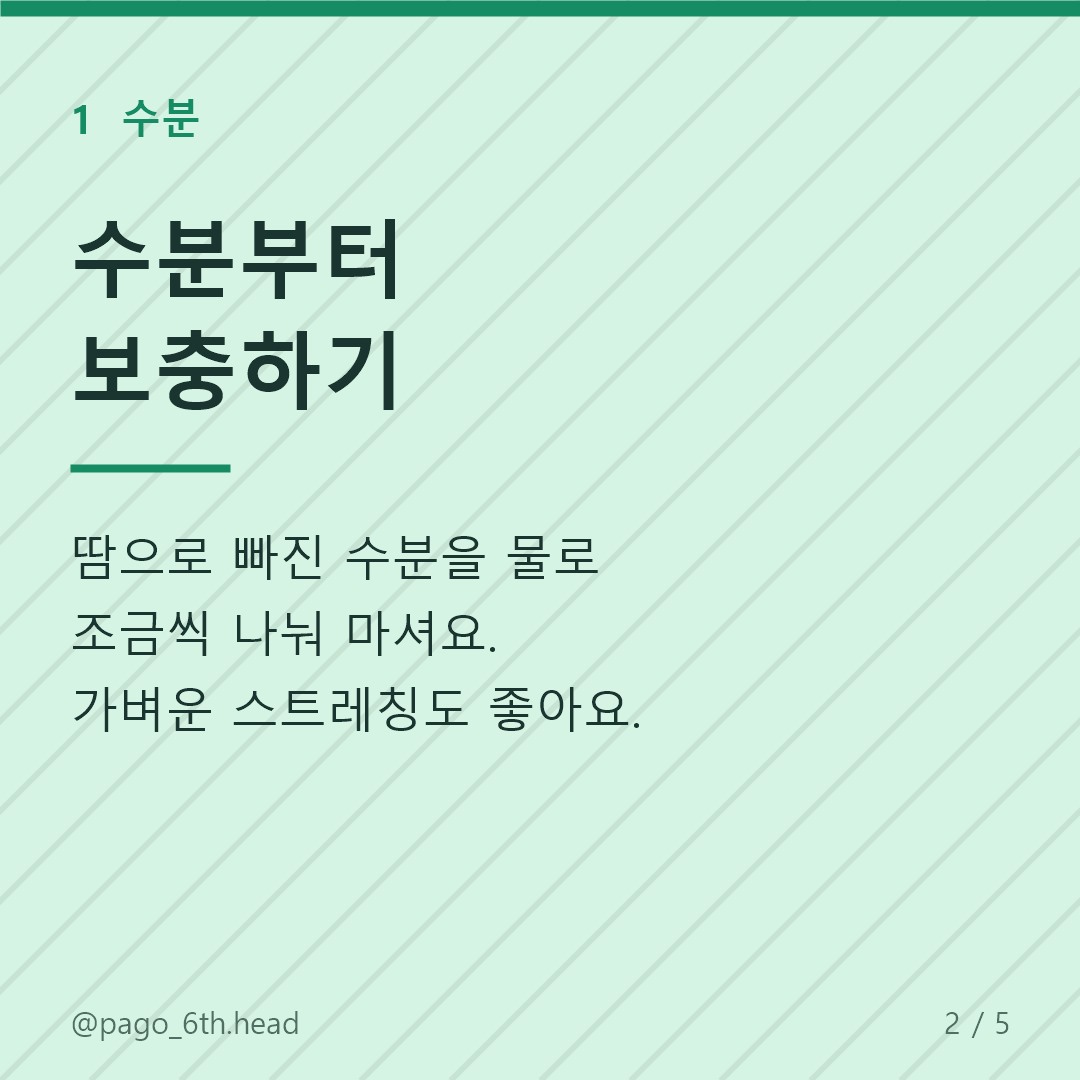 1 수분
수분부터
보충하기
땀으로 빠진 수분을 물로
조금씩 나눠 마셔요.
가벼운 스트레칭도 좋아요.
@pago_6th.head
2 / 5